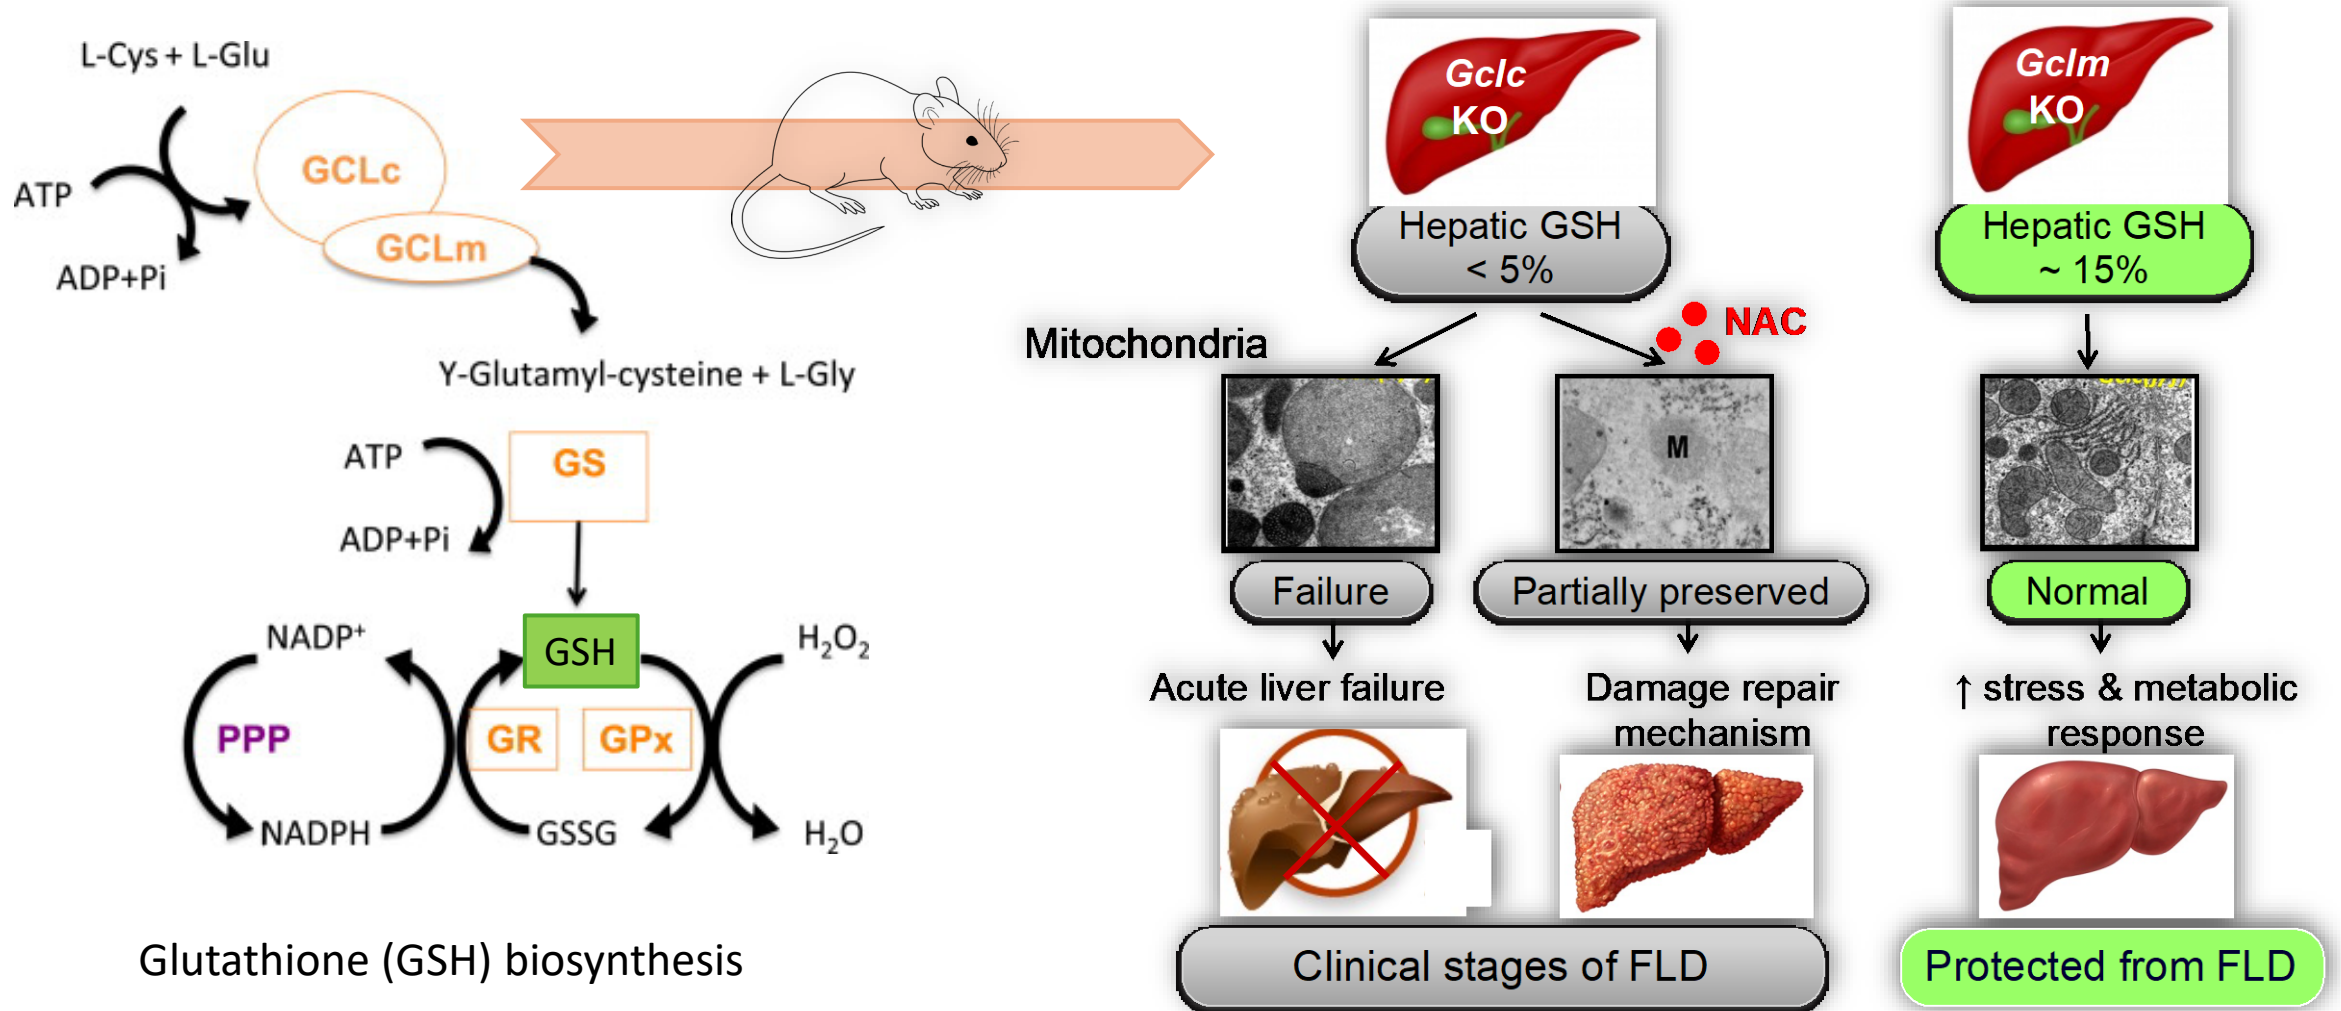 L-Cys + L-Glu
GCLc
ATP
GCLm
ADP+Pi
Y-Glutamyl-cysteine + L-Gly
ATP
GS
ADP+Pi
NADP⁺
GSH
H₂O₂
PPP
GR
GPx
NADPH
GSSG
H₂O
Glutathione (GSH) biosynthesis
Gclc
KO
Hepatic GSH
< 5%
Gclm
KO
Hepatic GSH
~ 15%
Mitochondria
NAC
M
Failure
Partially preserved
Normal
Acute liver failure
Damage repair
mechanism
↑ stress & metabolic
response
Clinical stages of FLD
Protected from FLD